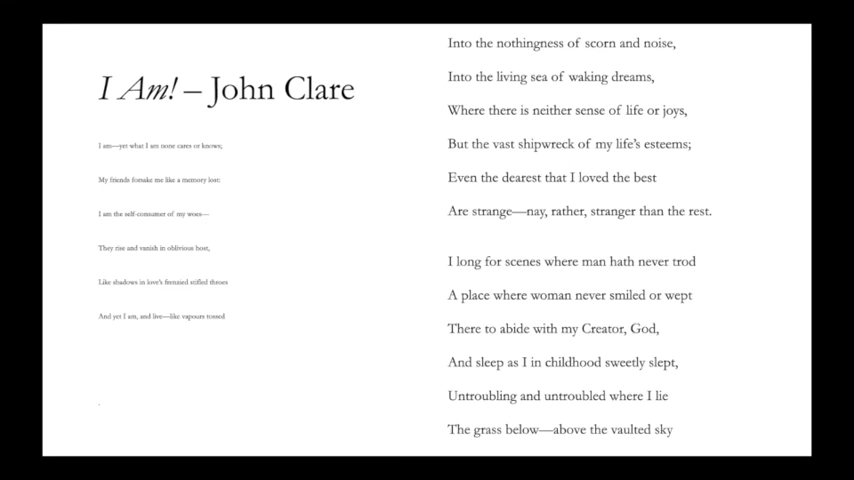 I Am! – John Clare
I am—yet what I am none cares or knows;
My friends forsake me like a memory lost:
I am the self-consumer of my woes—
They rise and vanish in oblivious host,
Like shadows in love's frenzied stifled throes
And yet I am, and live—like vapours tossed
.
Into the nothingness of scorn and noise,
Into the living sea of waking dreams,
Where there is neither sense of life or joys,
But the vast shipwreck of my life's esteems;
Even the dearest that I loved the best
Are strange—nay, rather, stranger than the rest.
I long for scenes where man hath never trod
A place where woman never smiled or wept
There to abide with my Creator, God,
And sleep as I in childhood sweetly slept,
Untroubling and untroubled where I lie
The grass below—above the vaulted sky